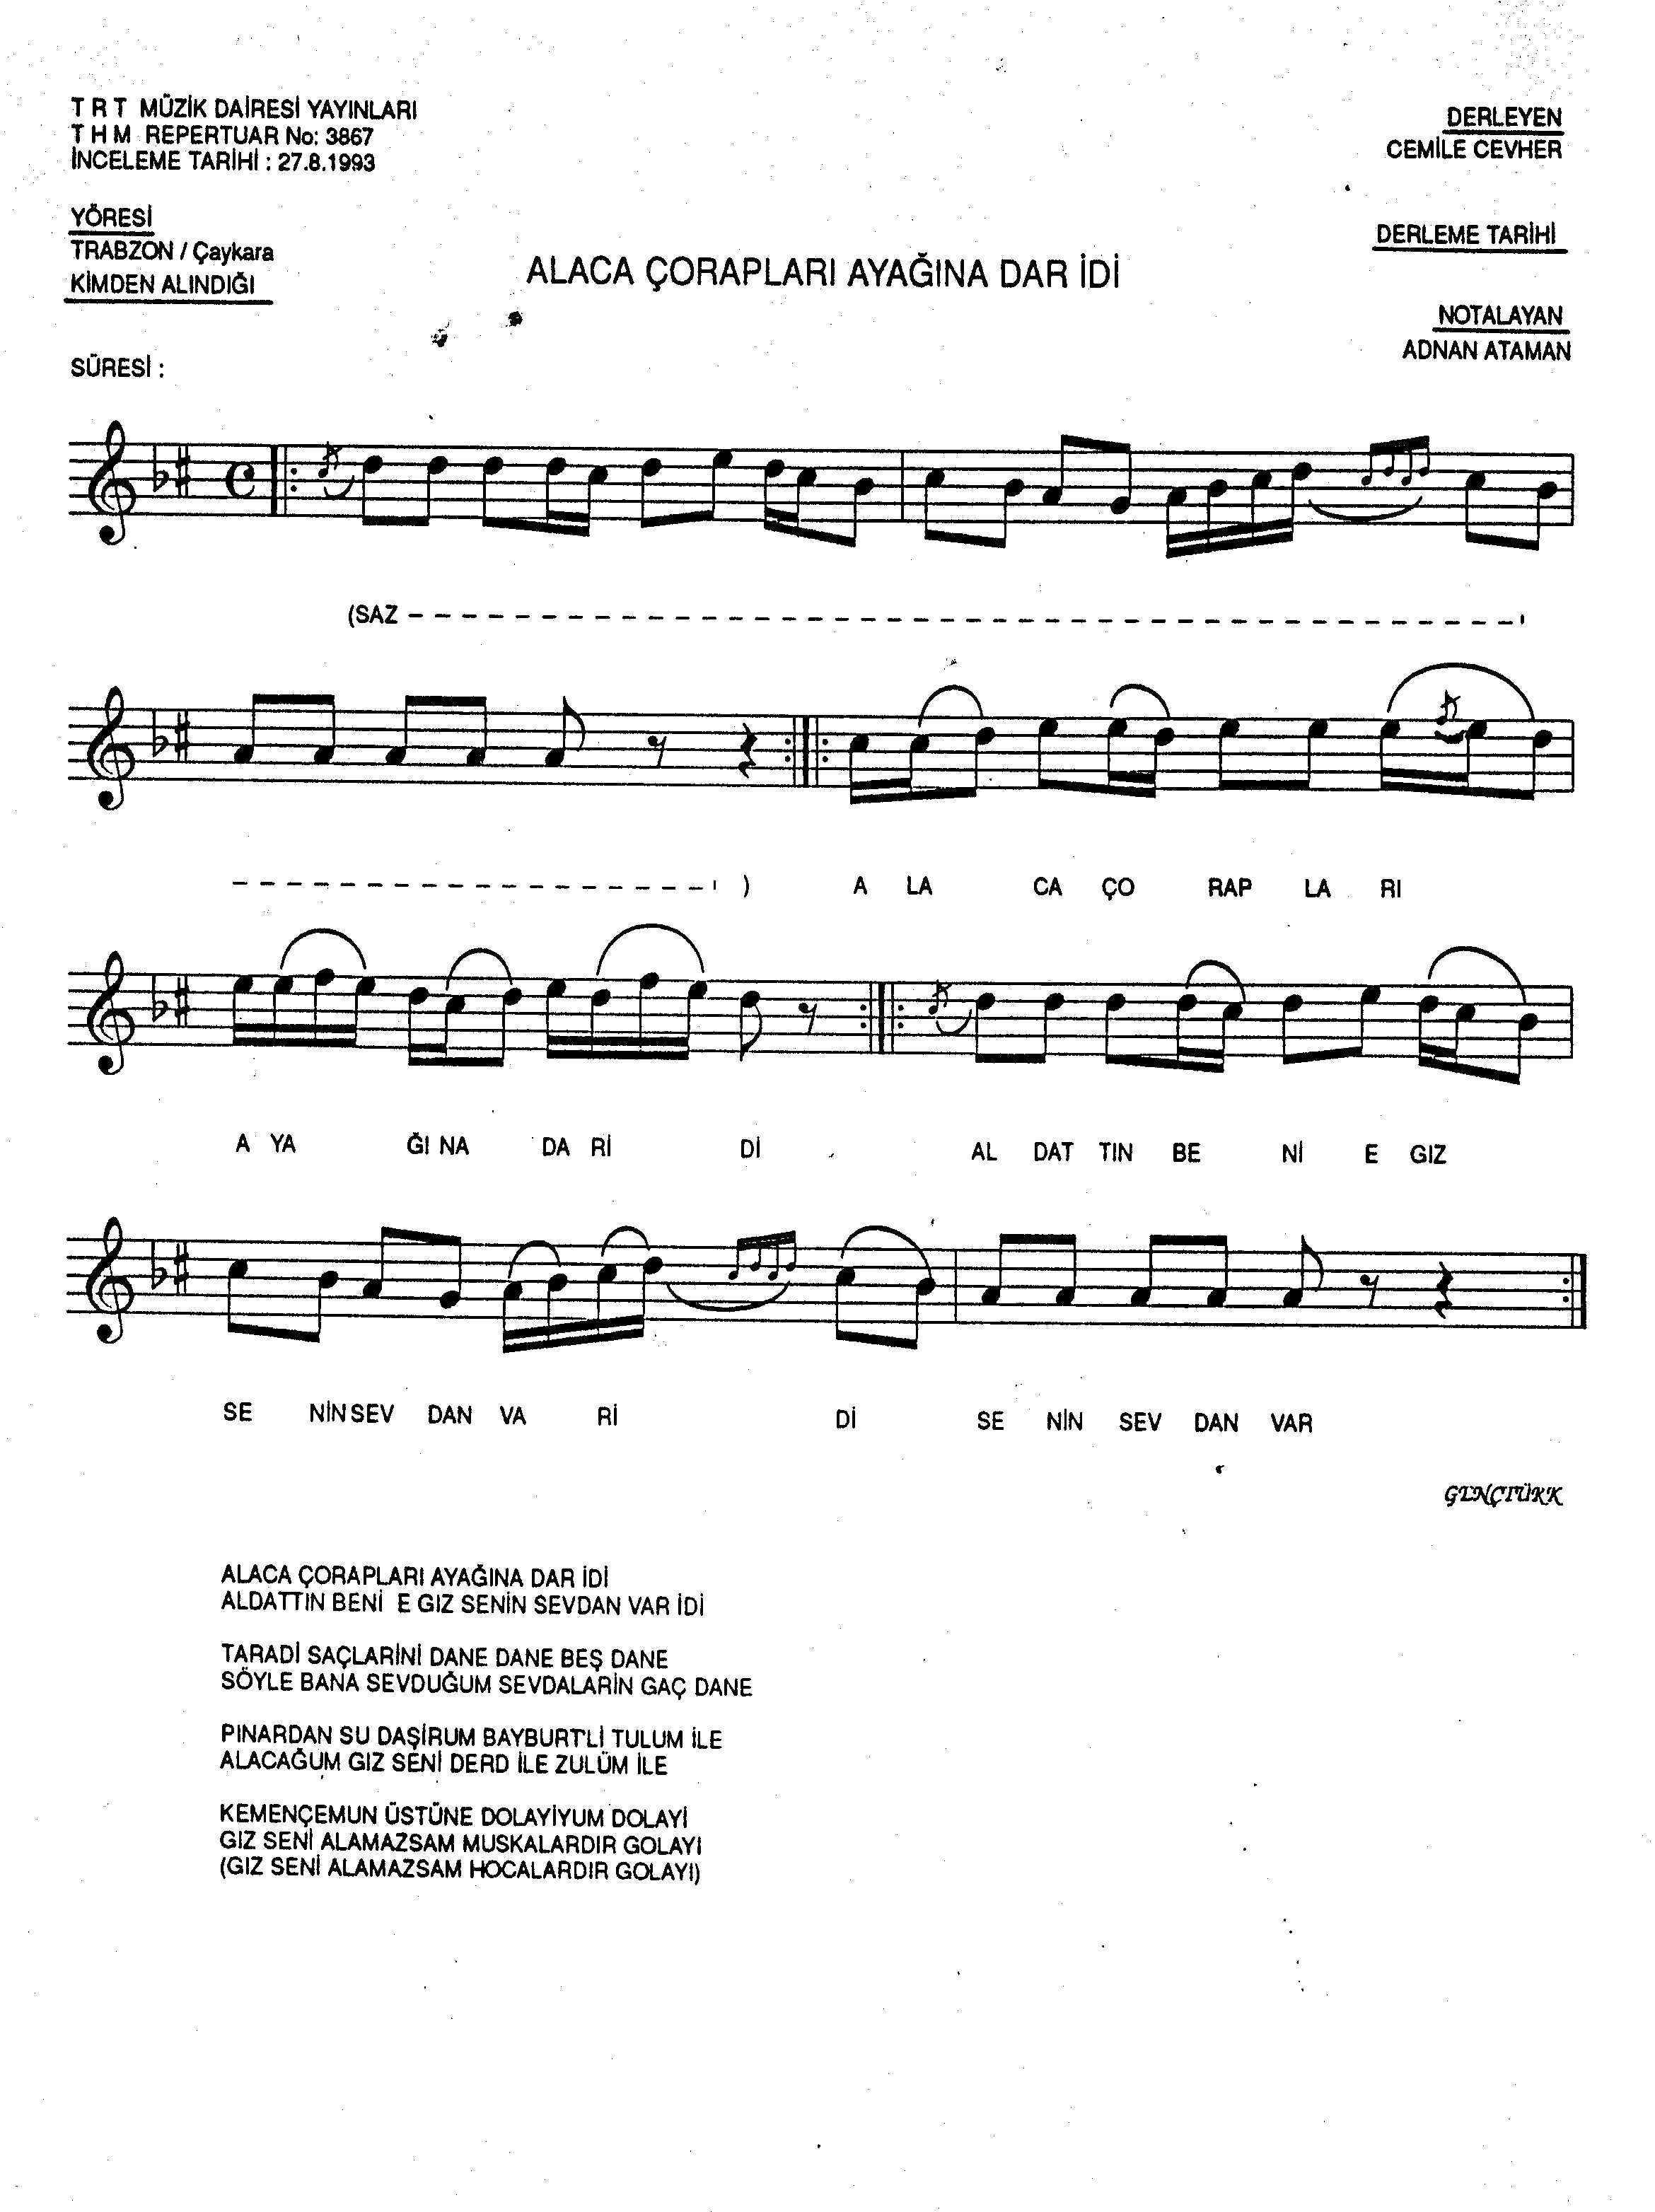 T R T MÜZİK DAİRESİ YAYINLARI
T H M REPERTUAR No: 3867
İNCELEME TARİHİ : 27.8.1993
DERLEYEN
CEMİLE CEVHER
YÖRESİ
TRABZON / Çaykara
KİMDEN ALINDIĞI
DERLEME TARİHİ
ALACA ÇORAPLARI AYAĞINA DAR İDİ
NOTALAYAN
ADNAN ATAMAN
SÜRESİ :
(SAZ
) A LA CA ÇO RAP LA RI
A YA ĞI NA DA Rİ Dİ AL DAT TIN BE Nİ E GIZ
SE NİN SEV DAN VA Rİ Dİ SE NİN SEV DAN VAR
GENÇTÜRK
ALACA ÇORAPLARI AYAĞINA DAR İDİ
ALDATTIN BENİ E GIZ SENİN SEVDAN VAR İDİ
TARADİ SAÇLARİNİ DANE DANE BEŞ DANE
SÖYLE BANA SEVDUĞUM SEVDALARİN GAÇ DANE
PINARDAN SU DAŞİRUM BAYBURT'Lİ TULUM İLE
ALACAĞUM GIZ SENİ DERD İLE ZULÜM İLE
KEMENÇEMUN ÜSTÜNE DOLAYİYUM DOLAYİ
GIZ SENİ ALAMAZSAM MUSKALARDIR GOLAYI
(GIZ SENİ ALAMAZSAM HOCALARDIR GOLAYI)